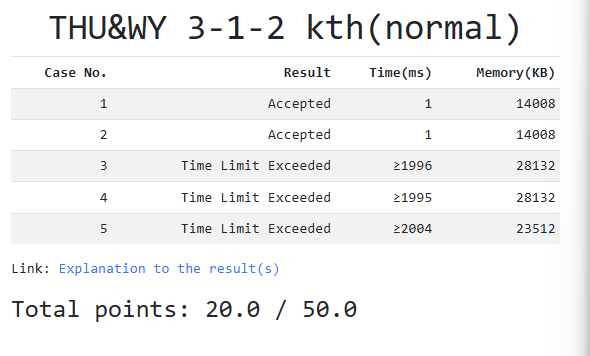 THU&WY 3-1-2 kth(normal)
Case No. Result Time(ms) Memory(KB)
1 Accepted 1 14008
2 Accepted 1 14008
3 Time Limit Exceeded ≥1996 28132
4 Time Limit Exceeded ≥1995 28132
5 Time Limit Exceeded ≥2004 23512
Link: Explanation to the result(s)
Total points: 20.0 / 50.0